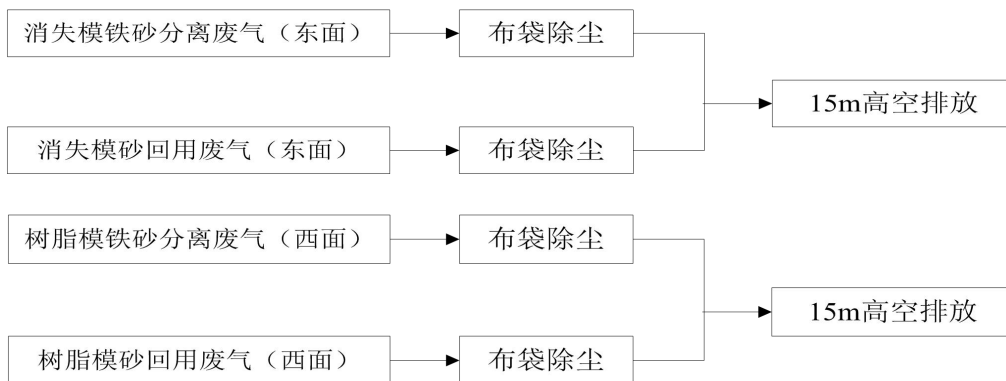 消失模铁砂分离废气（东面）
布袋除尘
15m高空排放
消失模砂回用废气（东面）
布袋除尘
树脂模铁砂分离废气（西面）
布袋除尘
15m高空排放
树脂模砂回用废气（西面）
布袋除尘